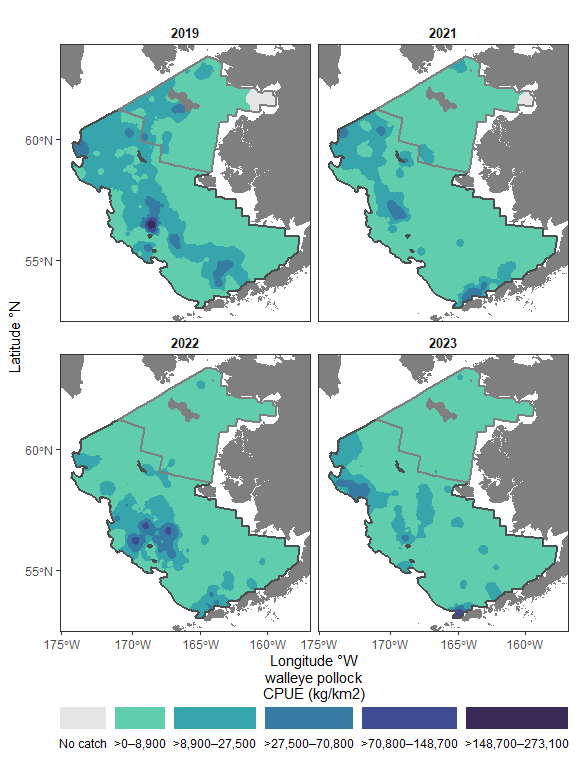 2019
2021
60°N
55°N
2022
2023
60°N
55°N
Latitude °N
175°W
170°W
165°W
160°W
175°W
170°W
165°W
160°W
Longitude °W
walleye pollock
CPUE (kg/km2)
No catch
>0–8,900
>8,900–27,500
>27,500–70,800
>70,800–148,700
>148,700–273,100